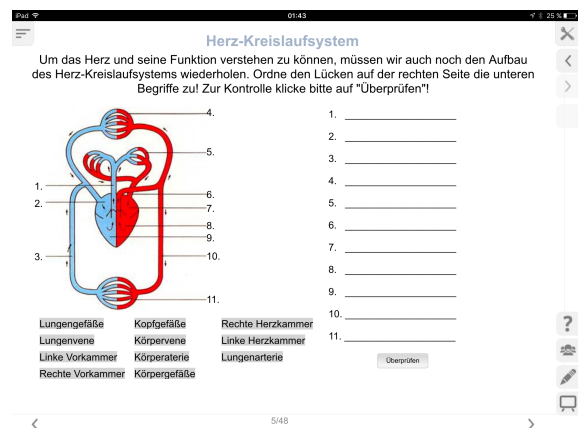 iPad 01:43 25 %
Herz-Kreislaufsystem
Um das Herz und seine Funktion verstehen zu können, müssen wir auch noch den Aufbau
des Herz-Kreislaufsystems wiederholen. Ordne den Lücken auf der rechten Seite die unteren
Begriffe zu! Zur Kontrolle klicke bitte auf "Überprüfen"!
4.
5.
1.
6.
2.
7.
8.
9.
3.
10.
11.
1.
2.
3.
4.
5.
6.
7.
8.
9.
10.
11.
Lungengefäße Kopfgefäße Rechte Herzkammer
Lungenvene Körpervene Linke Herzkammer
Linke Vorkammer Körperaterie Lungenarterie
Rechte Vorkammer Körpergefäße
Überprüfen
?
5/48